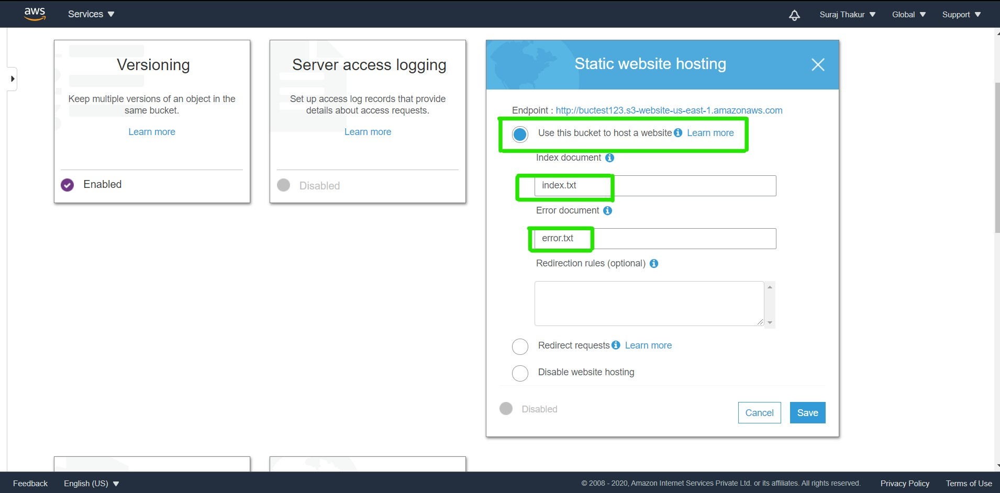 aws
Services
Suraj Thakur
Global
Support
Versioning
Keep multiple versions of an object in the
same bucket.
Learn more
Enabled
Server access logging
Set up access log records that provide
details about access requests.
Learn more
Disabled
Static website hosting
Endpoint : http://buctest123.s3-website-us-east-1.amazonaws.com
Use this bucket to host a website Learn more
Index document
index.txt
Error document
error.txt
Redirection rules (optional)
Redirect requests Learn more
Disable website hosting
Disabled
Cancel
Save
Feedback
English (US)
© 2008 - 2020, Amazon Internet Services Private Ltd. or its affiliates. All rights reserved.
Privacy Policy
Terms of Use